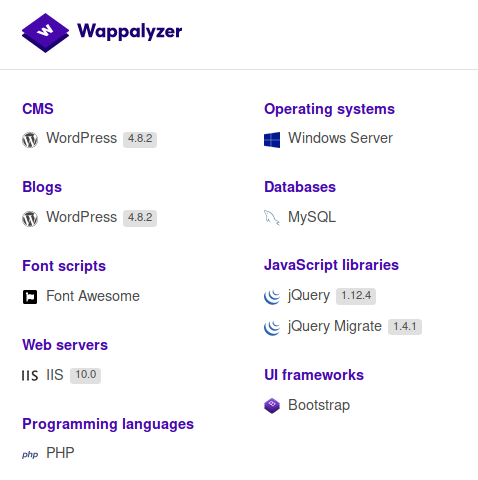 Wappalyzer
CMS
WordPress 4.8.2
Blogs
WordPress 4.8.2
Font scripts
Font Awesome
Web servers
IIS IIS 10.0
Programming languages
php PHP
Operating systems
Windows Server
Databases
MySQL
JavaScript libraries
jQuery 1.12.4
jQuery Migrate 1.4.1
UI frameworks
Bootstrap